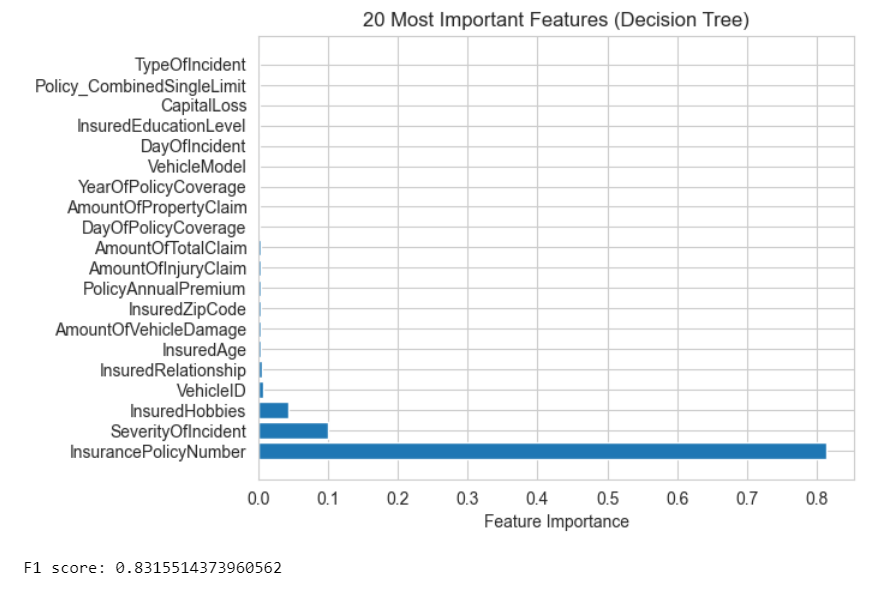 20 Most Important Features (Decision Tree)
TypeOfIncident
Policy_CombinedSingleLimit
CapitalLoss
InsuredEducationLevel
DayOfIncident
VehicleModel
YearOfPolicyCoverage
AmountOfPropertyClaim
DayOfPolicyCoverage
AmountOfTotalClaim
AmountOfInjuryClaim
PolicyAnnualPremium
InsuredZipCode
AmountOfVehicleDamage
InsuredAge
InsuredRelationship
VehicleID
InsuredHobbies
SeverityOfIncident
InsurancePolicyNumber
0.0 0.1 0.2 0.3 0.4 0.5 0.6 0.7 0.8
Feature Importance
F1 score: 0.8315514373960562